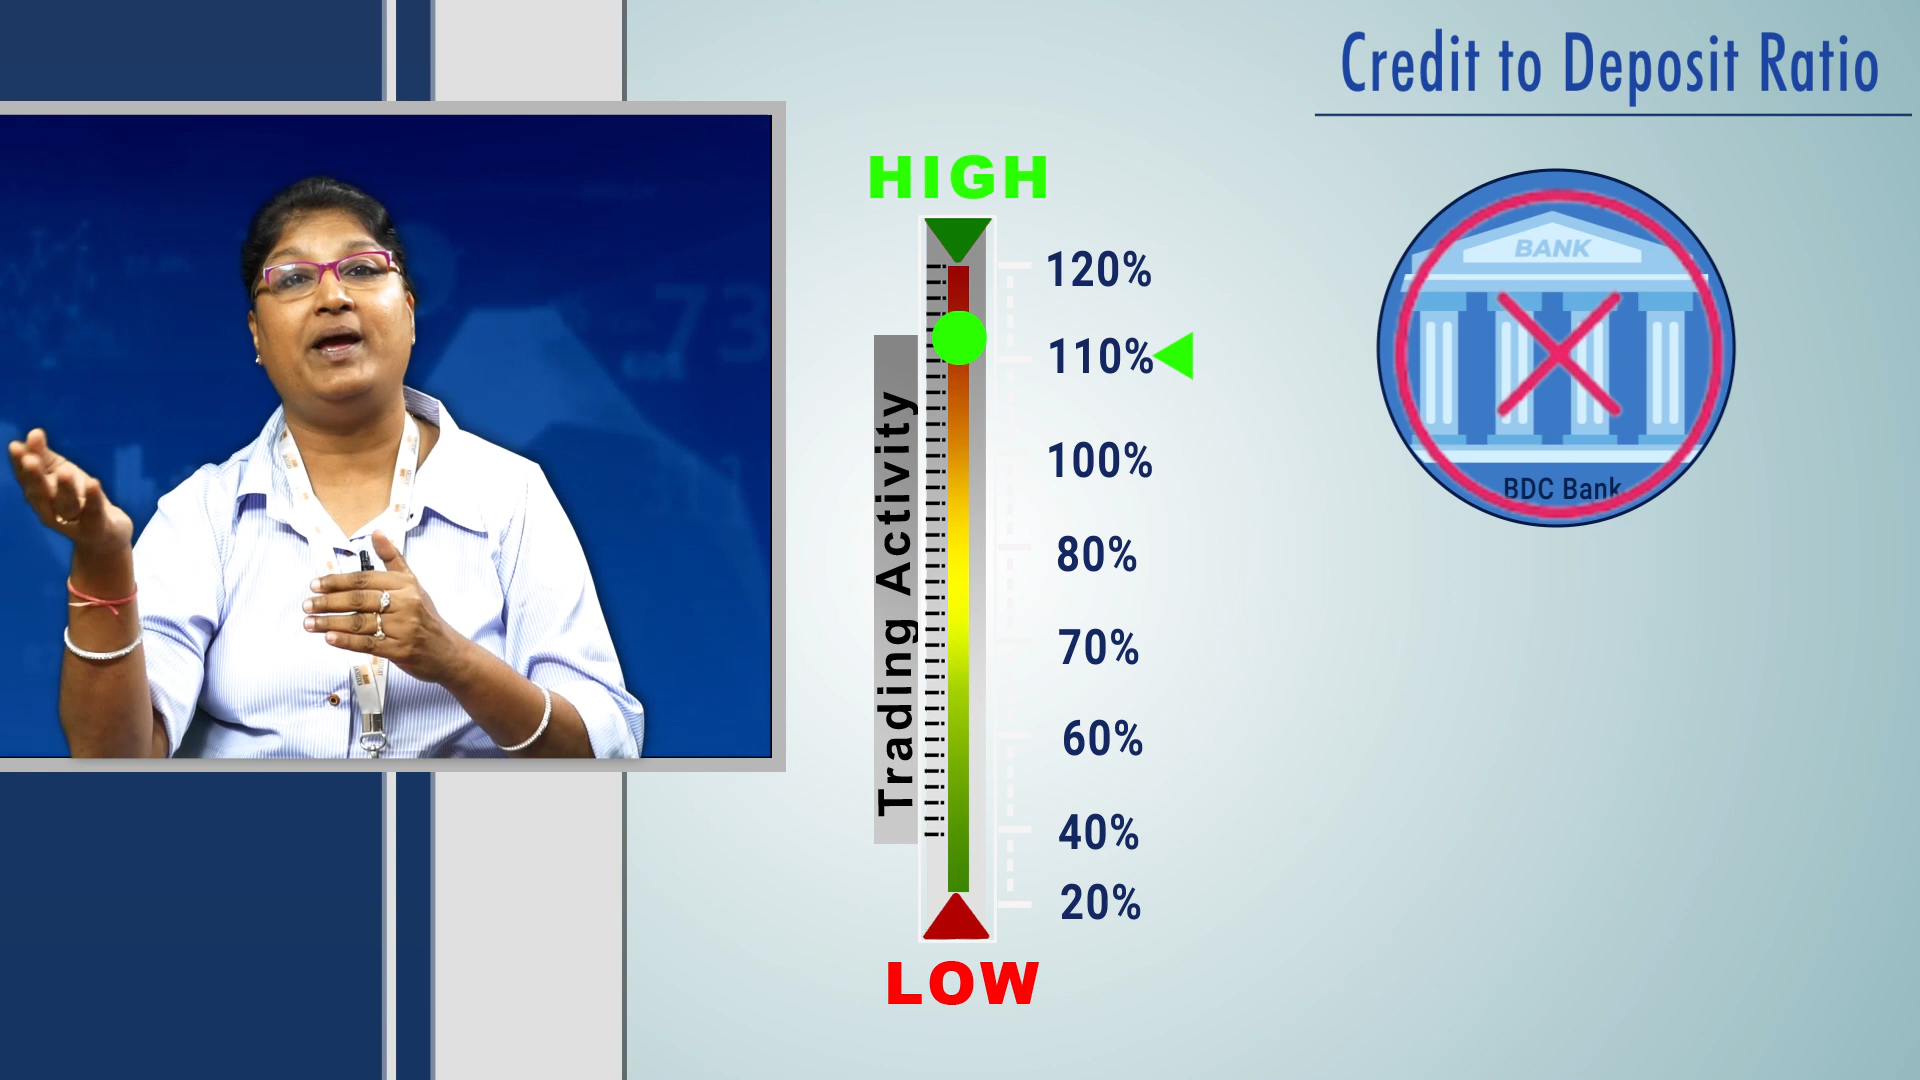 Credit to Deposit Ratio
HIGH
120%
110%
100%
80%
70%
60%
40%
20%
LOW
Trading Activity
BANK
BDC Bank
73